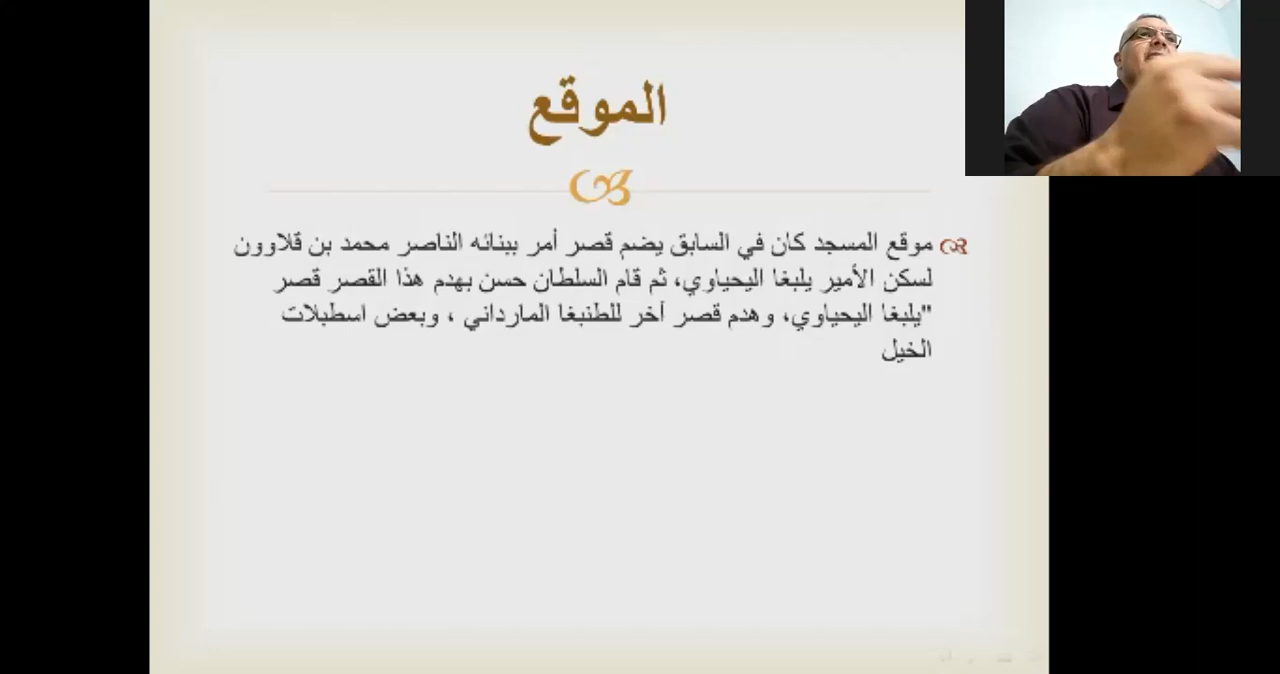 الموقع
موقع المسجد كان في السابق يضم قصر أمر ببنائه الناصر محمد بن قلاوون
لسكن الأمير يلبغا اليحياوي، ثم قام السلطان حسن بهدم هذا القصر قصر
"يلبغا اليحياوي، وهدم قصر أخر للطنبغا المارداني ، وبعض اسطبلات
الخيل